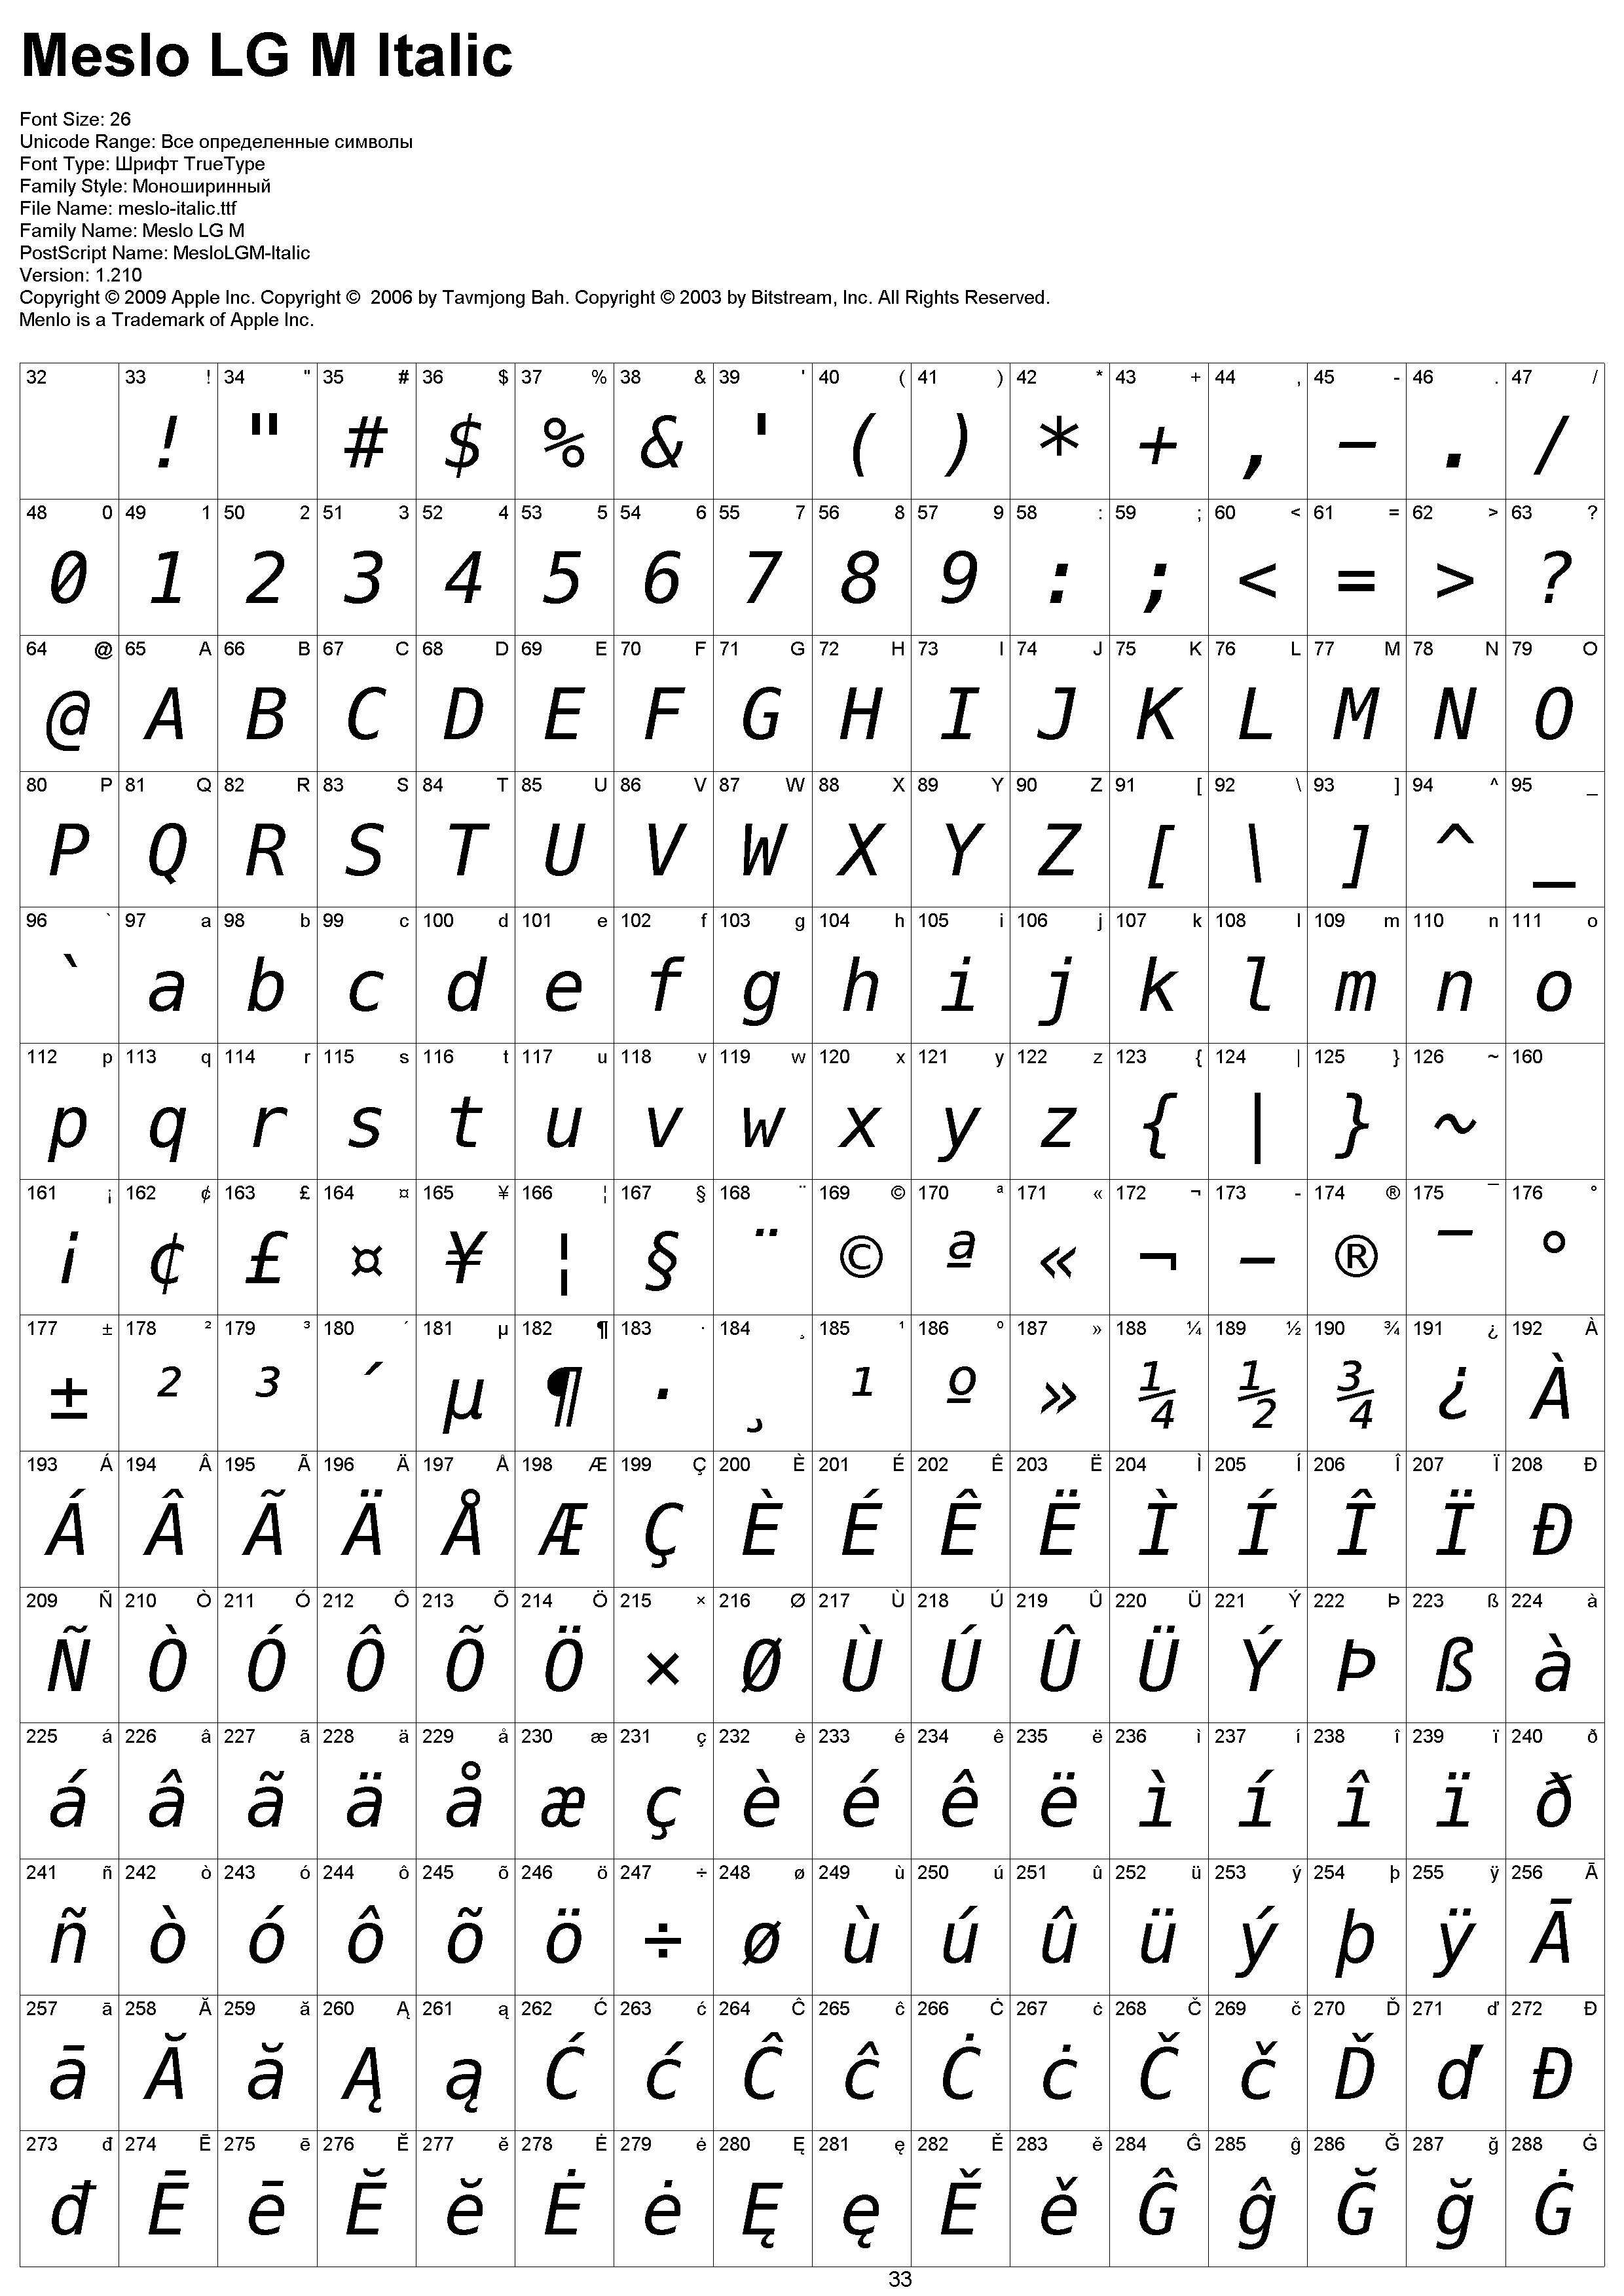 Meslo LG M Italic
Font Size: 26
Unicode Range: Все определенные символы
Font Type: Шрифт TrueType
Family Style: Моноширинный
File Name: meslo-italic.ttf
Family Name: Meslo LG M
PostScript Name: MesloLGM-Italic
Version: 1.210
Copyright © 2009 Apple Inc. Copyright ©  2006 by Tavmjong Bah. Copyright © 2003 by Bitstream, Inc. All Rights Reserved.
Menlo is a Trademark of Apple Inc.
32 33 ! 34 " 35 # 36 $ 37 % 38 & 39 ' 40 ( 41 ) 42 * 43 + 44 , 45 - 46 . 47 /
! " # $ % & ' ( ) * + , - . /
48 0 49 1 50 2 51 3 52 4 53 5 54 6 55 7 56 8 57 9 58 : 59 ; 60 < 61 = 62 > 63 ?
0 1 2 3 4 5 6 7 8 9 : ; < = > ?
64 @ 65 A 66 B 67 C 68 D 69 E 70 F 71 G 72 H 73 I 74 J 75 K 76 L 77 M 78 N 79 O
@ A B C D E F G H I J K L M N O
80 P 81 Q 82 R 83 S 84 T 85 U 86 V 87 W 88 X 89 Y 90 Z 91 [ 92 \ 93 ] 94 ^ 95 _
P Q R S T U V W X Y Z [ \ ] ^ _
96 ` 97 a 98 b 99 c 100 d 101 e 102 f 103 g 104 h 105 i 106 j 107 k 108 l 109 m 110 n 111 o
` a b c d e f g h i j k l m n o
112 p 113 q 114 r 115 s 116 t 117 u 118 v 119 w 120 x 121 y 122 z 123 { 124 | 125 } 126 ~ 160
p q r s t u v w x y z { | } ~
161 ¡ 162 ¢ 163 £ 164 ¤ 165 ¥ 166 ¦ 167 § 168 ¨ 169 © 170 ª 171 « 172 ¬ 173 - 174 ® 175 ¯ 176 °
¡ ¢ £ ¤ ¥ ¦ § ¨ © ª « ¬ - ® ¯ °
177 ± 178 ² 179 ³ 180 ´ 181 µ 182 ¶ 183 · 184 ¸ 185 ¹ 186 º 187 » 188 ¼ 189 ½ 190 ¾ 191 ¿ 192 À
± ² ³ ´ µ ¶ · ¸ ¹ º » ¼ ½ ¾ ¿ À
193 Á 194 Â 195 Ã 196 Ä 197 Å 198 Æ 199 Ç 200 È 201 É 202 Ê 203 Ë 204 Ì 205 Í 206 Î 207 Ï 208 Ð
Á Â Ã Ä Å Æ Ç È É Ê Ë Ì Í Î Ï Ð
209 Ñ 210 Ò 211 Ó 212 Ô 213 Õ 214 Ö 215 × 216 Ø 217 Ù 218 Ú 219 Û 220 Ü 221 Ý 222 Þ 223 ß 224 à
Ñ Ò Ó Ô Õ Ö × Ø Ù Ú Û Ü Ý Þ ß à
225 á 226 â 227 ã 228 ä 229 å 230 æ 231 ç 232 è 233 é 234 ê 235 ë 236 ì 237 í 238 î 239 ï 240 ð
á â ã ä å æ ç è é ê ë ì í î ï ð
241 ñ 242 ò 243 ó 244 ô 245 õ 246 ö 247 ÷ 248 ø 249 ù 250 ú 251 û 252 ü 253 ý 254 þ 255 ÿ 256 Ā
ñ ò ó ô õ ö ÷ ø ù ú û ü ý þ ÿ Ā
257 ā 258 Ă 259 ă 260 Ą 261 ą 262 Ć 263 ć 264 Ĉ 265 ĉ 266 Ċ 267 ċ 268 Č 269 č 270 Ď 271 ď 272 Đ
ā Ă ă Ą ą Ć ć Ĉ ĉ Ċ ċ Č č Ď ď Đ
273 đ 274 Ē 275 ē 276 Ĕ 277 ĕ 278 Ė 279 ė 280 Ę 281 ę 282 Ě 283 ě 284 Ĝ 285 ĝ 286 Ğ 287 ğ 288 Ġ
đ Ē ē Ĕ ĕ Ė ė Ę ę Ě ě Ĝ ĝ Ğ ğ Ġ
33